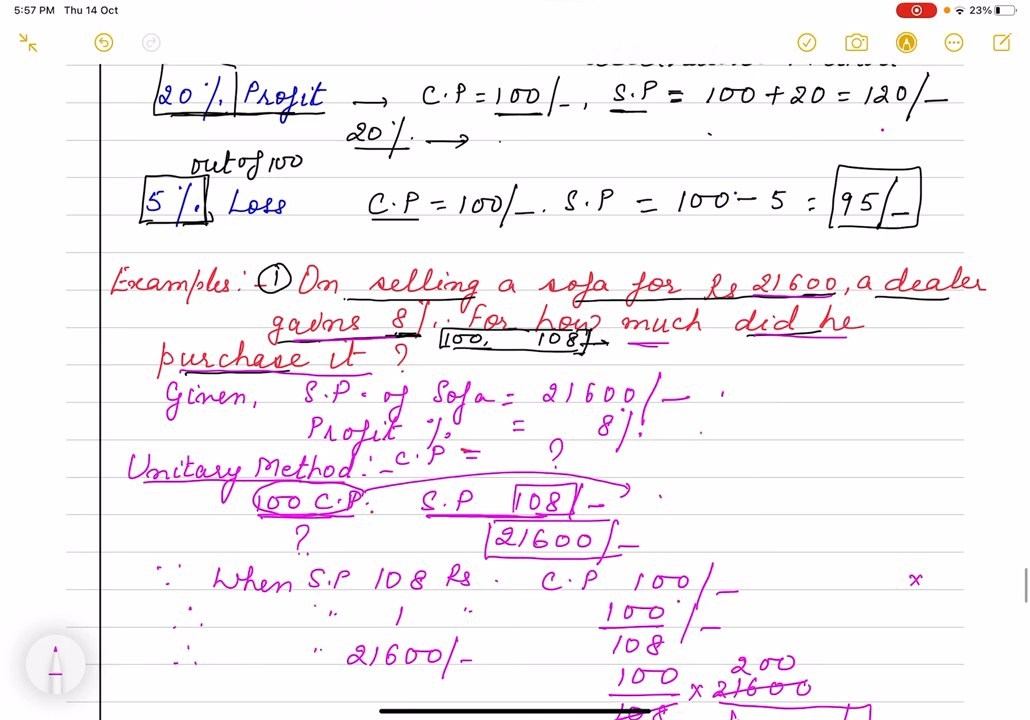 5:57 PM Thu 14 Oct 23%
20% Profit → C.P = 100/-, S.P = 100 + 20 = 120/-
20% →
out of 100
5% Loss C.P = 100/-. S.P = 100 - 5 = 95/-
Examples:- ① On selling a sofa for Rs 21600, a dealer
gains 8%. For how much did he
100, 108
purchase it ?
Given, S.P. of Sofa = 21600/-
Profit % = 8%
Unitary Method:- C.P = ?
100 C.P. S.P 108/-
? 21600/-
∵ When S.P 108 Rs. C.P 100/- x
∴ " 1 " 100/108 /-
∴ " 21600/-
200
100/108 x 21600